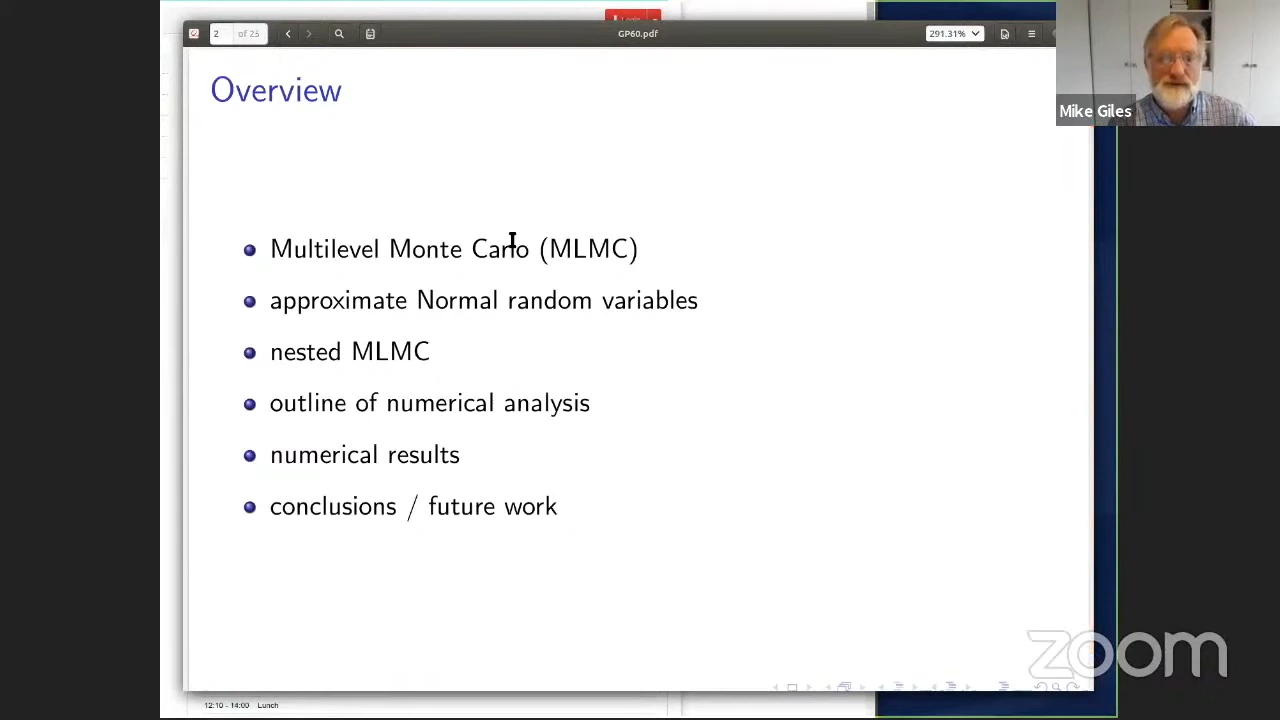 Login
2 of 25
GP60.pdf
291.31%
Mike Giles
Overview
Multilevel Monte Carlo (MLMC)
approximate Normal random variables
nested MLMC
outline of numerical analysis
numerical results
conclusions / future work
zoom
12:10 - 14:00 Lunch